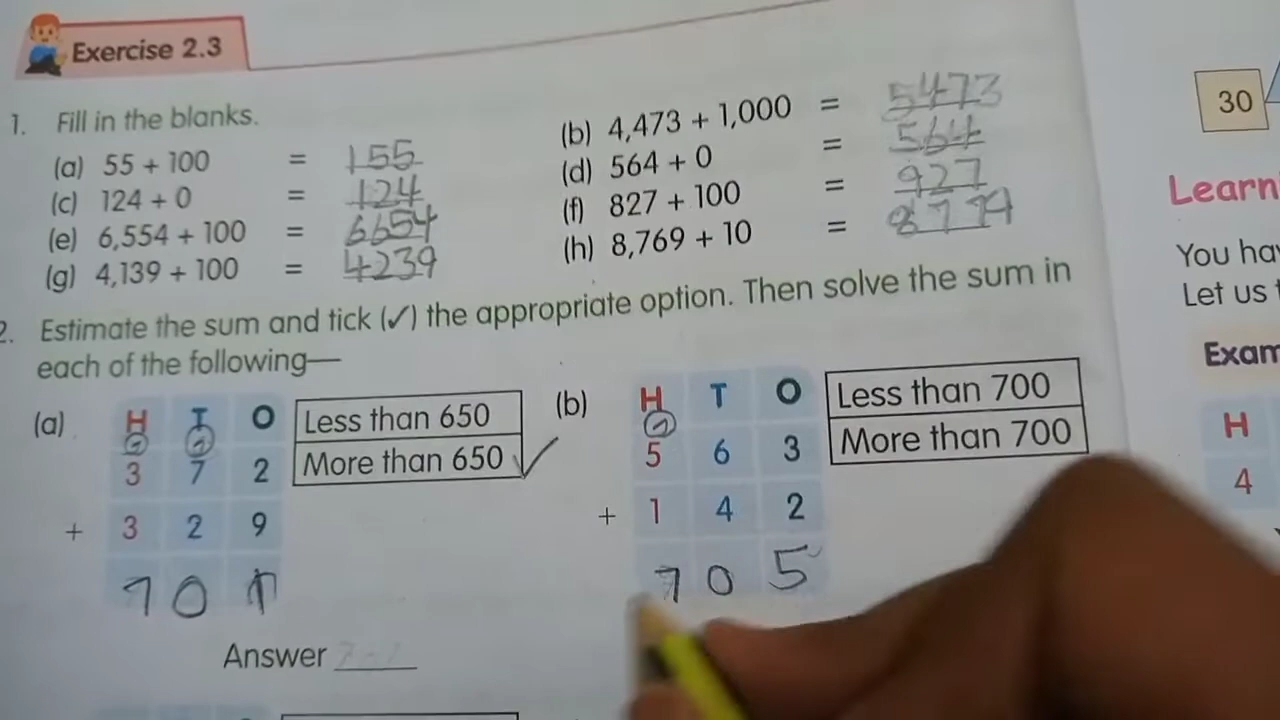 Exercise 2.3
1. Fill in the blanks.
(a) 55 + 100 = 155
(b) 4,473 + 1,000 = 5473
(c) 124 + 0 = 124
(d) 564 + 0 = 564
(e) 6,554 + 100 = 6654
(f) 827 + 100 = 927
(g) 4,139 + 100 = 4239
(h) 8,769 + 10 = 8779
2. Estimate the sum and tick (✓) the appropriate option. Then solve the sum in
each of the following—
(a)
H T O
1 1
3 7 2
+ 3 2 9
7 0 1
Less than 650
More than 650 ✓
Answer
(b)
H T O
1
5 6 3
+ 1 4 2
7 0 5
Less than 700
More than 700
30
Let us
H
4